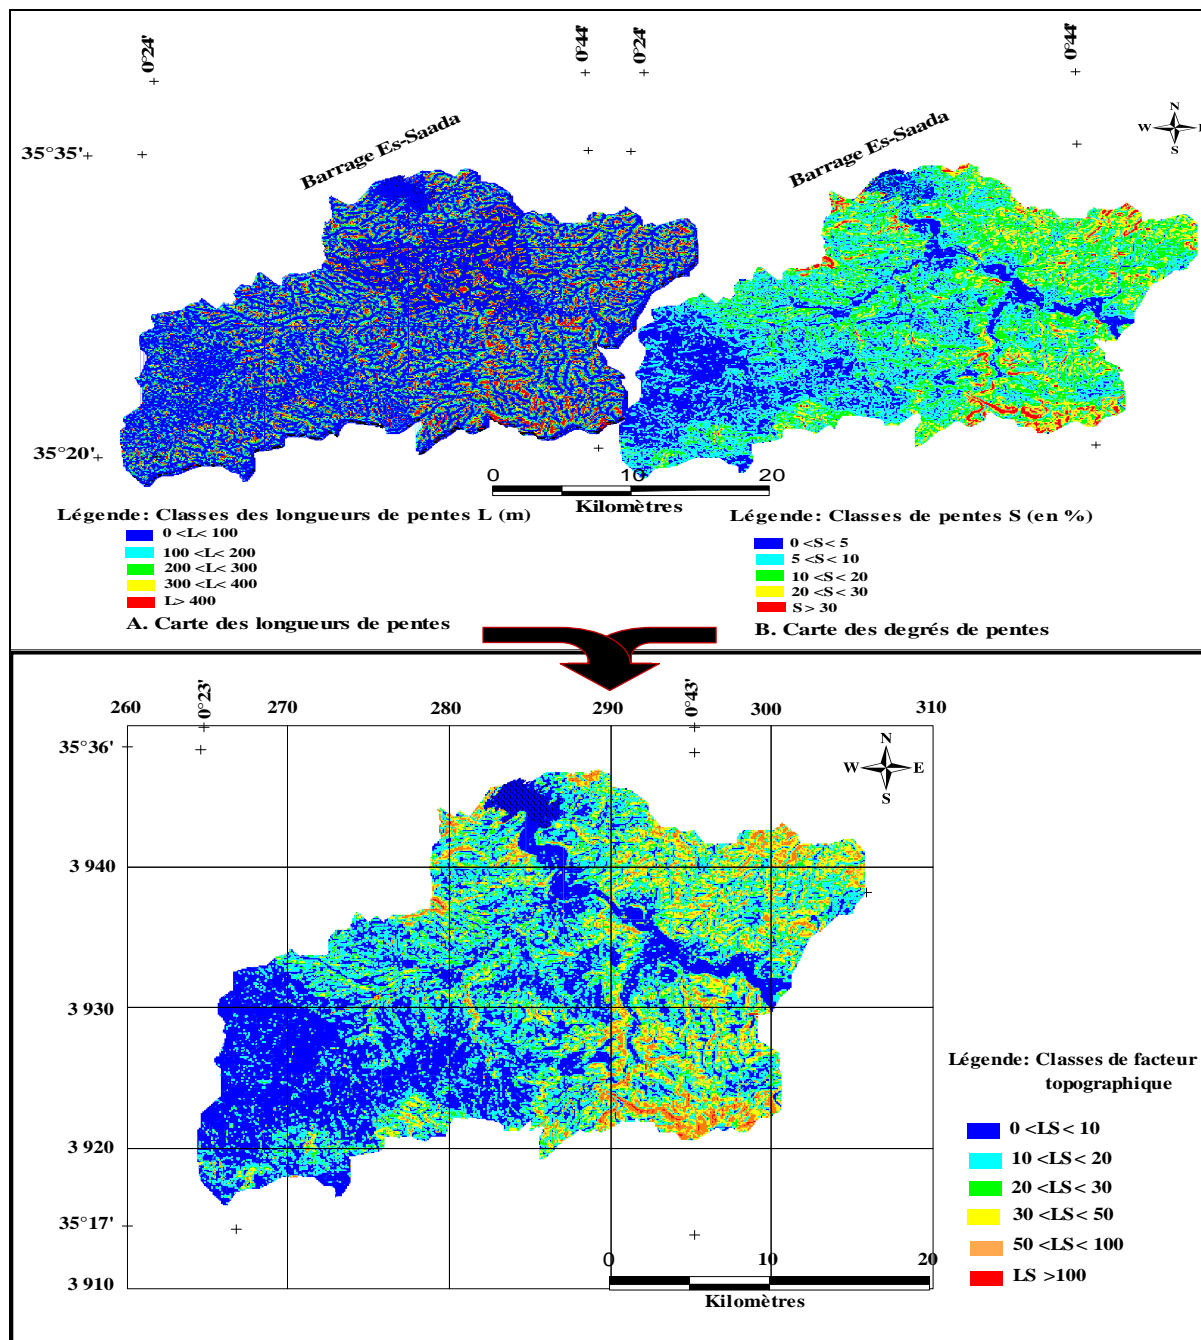 0°24'
0°44'
0°24'
0°44'
Barrage Es-Saada
Barrage Es-Saada
N
W
E
S
35°35'
35°20'
0 10 20
Kilomètres
Légende: Classes des longueurs de pentes L (m)
0 <L< 100
100 <L< 200
200 <L< 300
300 <L< 400
L> 400
A. Carte des longueurs de pentes
Légende: Classes de pentes S (en %)
0 <S< 5
5 <S< 10
10 <S< 20
20 <S< 30
S > 30
B. Carte des degrés de pentes
260 270 280 290 300 310
0°23'
0°43'
35°36'
N
W E
S
3 940
3 930
3 920
35°17'
3 910
0 10 20
Kilomètres
Légende: Classes de facteur
topographique
0 <LS< 10
10 <LS< 20
20 <LS< 30
30 <LS< 50
50 <LS< 100
LS >100